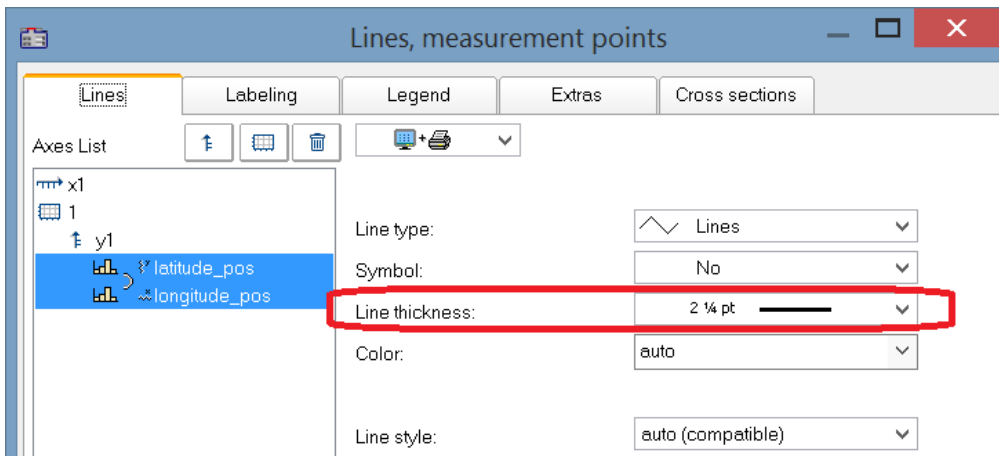 Lines, measurement points
Lines
Labeling
Legend
Extras
Cross sections
Axes List
x1
1
y1
latitude_pos
longitude_pos
Line type:
Lines
Symbol:
No
Line thickness:
2 ¼ pt
Color:
auto
Line style:
auto (compatible)